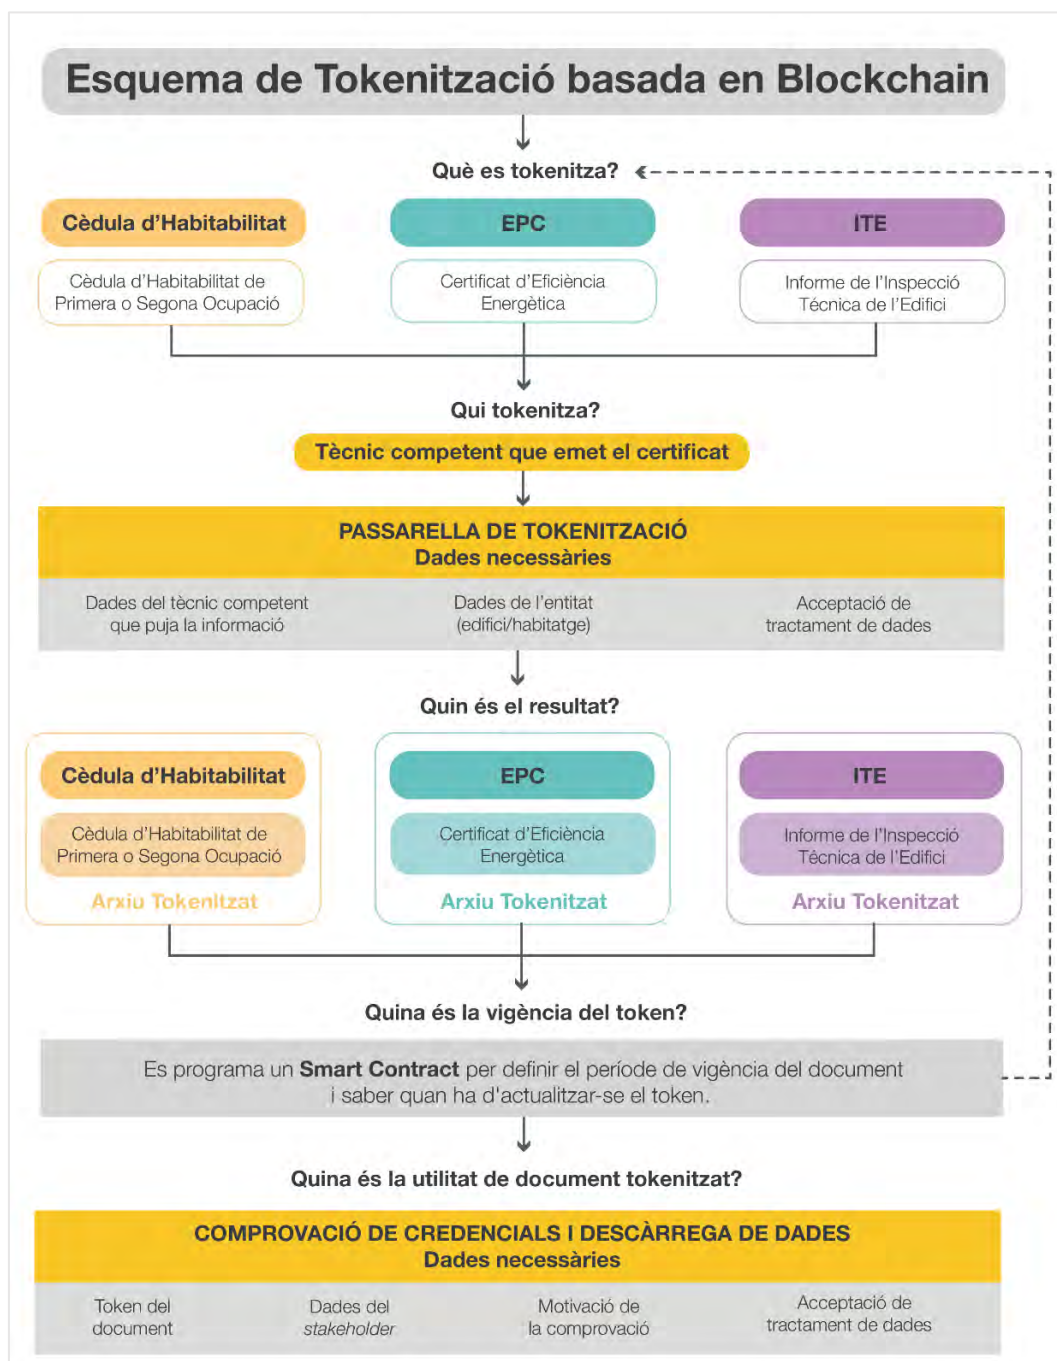 Esquema de Tokenització basada en Blockchain
Què es tokenitza?
Cèdula d'Habitabilitat
EPC
ITE
Cèdula d'Habitabilitat de
Primera o Segona Ocupació
Certificat d'Eficiència
Energètica
Informe de l'Inspecció
Técnica de l'Edifici
Qui tokenitza?
Tècnic competent que emet el certificat
PASSARELLA DE TOKENITZACIÓ
Dades necessàries
Dades del tècnic competent
que puja la informació
Dades de l'entitat
(edifici/habitatge)
Acceptació de
tractament de dades
Quin és el resultat?
Cèdula d'Habitabilitat
EPC
ITE
Cèdula d'Habitabilitat de
Primera o Segona Ocupació
Certificat d'Eficiència
Energètica
Informe de l'Inspecció
Técnica de l'Edifici
Arxiu Tokenitzat
Arxiu Tokenitzat
Arxiu Tokenitzat
Quina és la vigència del token?
Es programa un Smart Contract per definir el període de vigència del document
i saber quan ha d'actualitzar-se el token.
Quina és la utilitat de document tokenitzat?
COMPROVACIÓ DE CREDENCIALS I DESCÀRREGA DE DADES
Dades necessàries
Token del
document
Dades del
stakeholder
Motivació de
la comprovació
Acceptació de
tractament de dades